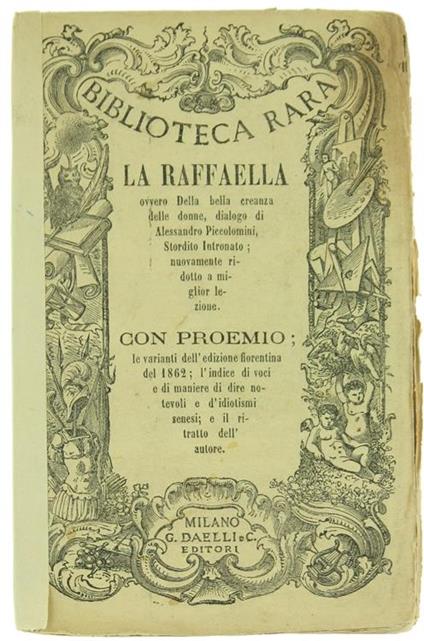 BIBLIOTECA RARA
LA RAFFAELLA
ovvero Della bella creanza
delle donne, dialogo di
Alessandro Piccolomini,
Stordito Intronato ;
nuovamente ri-
dotto a mi-
glior le-
zione.
CON PROEMIO ;
le varianti dell'edizione fiorentina
del 1862 ; l'indice di voci
e di maniere di dire no-
tevoli e d'idiotismi
senesi; e il ri-
tratto dell'
autore.
MILANO
G. DAELLI e C.
EDITORI